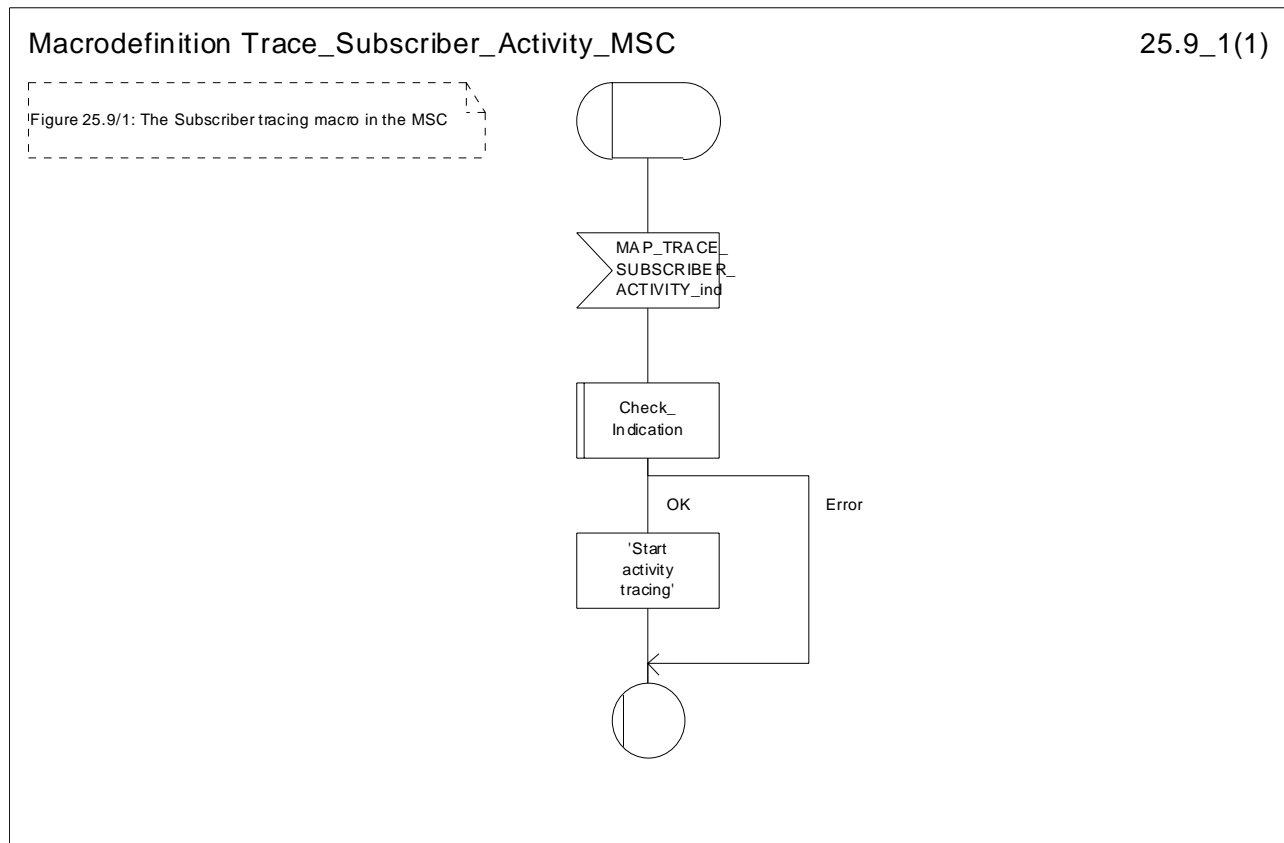 Macrodefinition Trace_Subscriber_Activity_MSC
25.9_1(1)
Figure 25.9/1: The Subscriber tracing macro in the MSC
MAP_TRACE_
SUBSCRIBER_
ACTIVITY_ind
Check_
Indication
OK
Error
'Start
activity
tracing'